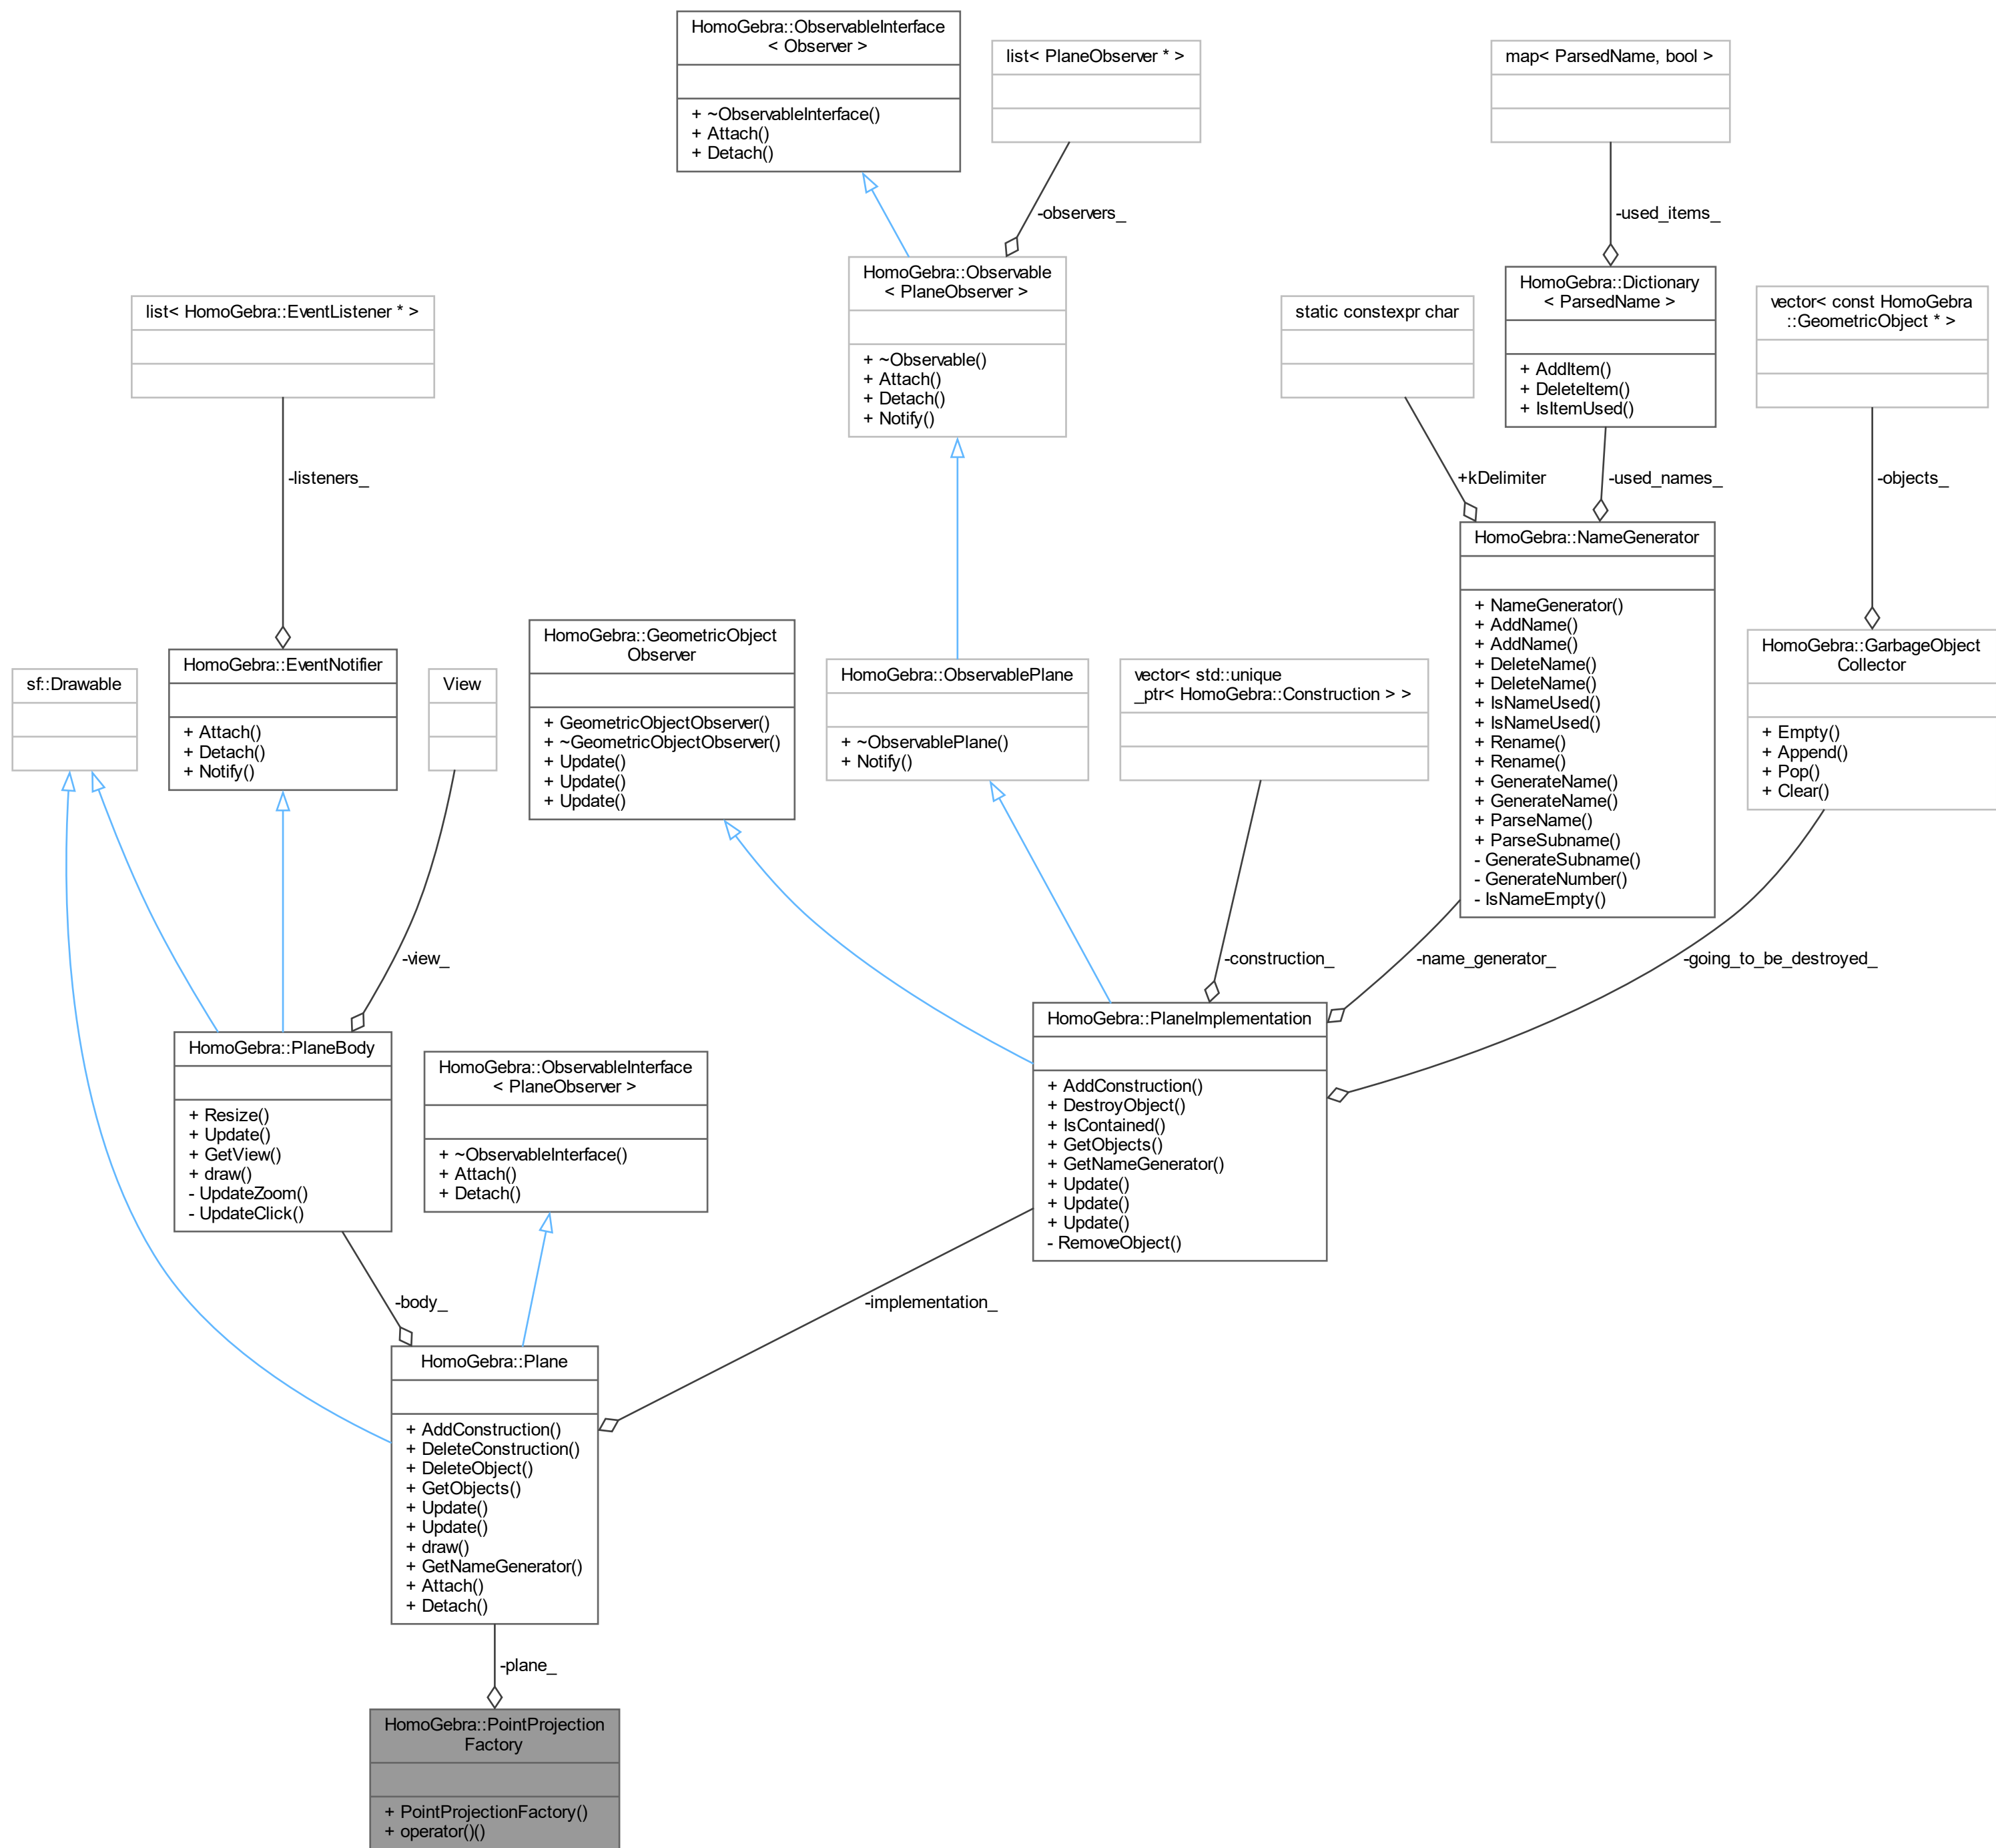 HomoGebra::ObservableInterface
< Observer >
+ ~ObservableInterface()
+ Attach()
+ Detach()
list< PlaneObserver * >
map< ParsedName, bool >
-observers_
-used_items_
HomoGebra::Observable
< PlaneObserver >
+ ~Observable()
+ Attach()
+ Detach()
+ Notify()
HomoGebra::Dictionary
< ParsedName >
+ AddItem()
+ DeleteItem()
+ IsItemUsed()
list< HomoGebra::EventListener * >
static constexpr char
vector< const HomoGebra
::GeometricObject * >
-listeners_
+kDelimiter
-used_names_
-objects_
HomoGebra::NameGenerator
+ NameGenerator()
+ AddName()
+ AddName()
+ DeleteName()
+ DeleteName()
+ IsNameUsed()
+ IsNameUsed()
+ Rename()
+ Rename()
+ GenerateName()
+ GenerateName()
+ ParseName()
+ ParseSubname()
- GenerateSubname()
- GenerateNumber()
- IsNameEmpty()
HomoGebra::GeometricObject
Observer
+ GeometricObjectObserver()
+ ~GeometricObjectObserver()
+ Update()
+ Update()
+ Update()
HomoGebra::GarbageObject
Collector
+ Empty()
+ Append()
+ Pop()
+ Clear()
sf::Drawable
HomoGebra::EventNotifier
+ Attach()
+ Detach()
+ Notify()
View
HomoGebra::ObservablePlane
+ ~ObservablePlane()
+ Notify()
vector< std::unique
_ptr< HomoGebra::Construction > >
-view_
-construction_
-name_generator_
-going_to_be_destroyed_
HomoGebra::PlaneBody
+ Resize()
+ Update()
+ GetView()
+ draw()
- UpdateZoom()
- UpdateClick()
HomoGebra::ObservableInterface
< PlaneObserver >
+ ~ObservableInterface()
+ Attach()
+ Detach()
HomoGebra::PlaneImplementation
+ AddConstruction()
+ DestroyObject()
+ IsContained()
+ GetObjects()
+ GetNameGenerator()
+ Update()
+ Update()
+ Update()
- RemoveObject()
-body_
-implementation_
HomoGebra::Plane
+ AddConstruction()
+ DeleteConstruction()
+ DeleteObject()
+ GetObjects()
+ Update()
+ Update()
+ draw()
+ GetNameGenerator()
+ Attach()
+ Detach()
-plane_
HomoGebra::PointProjection
Factory
+ PointProjectionFactory()
+ operator()()